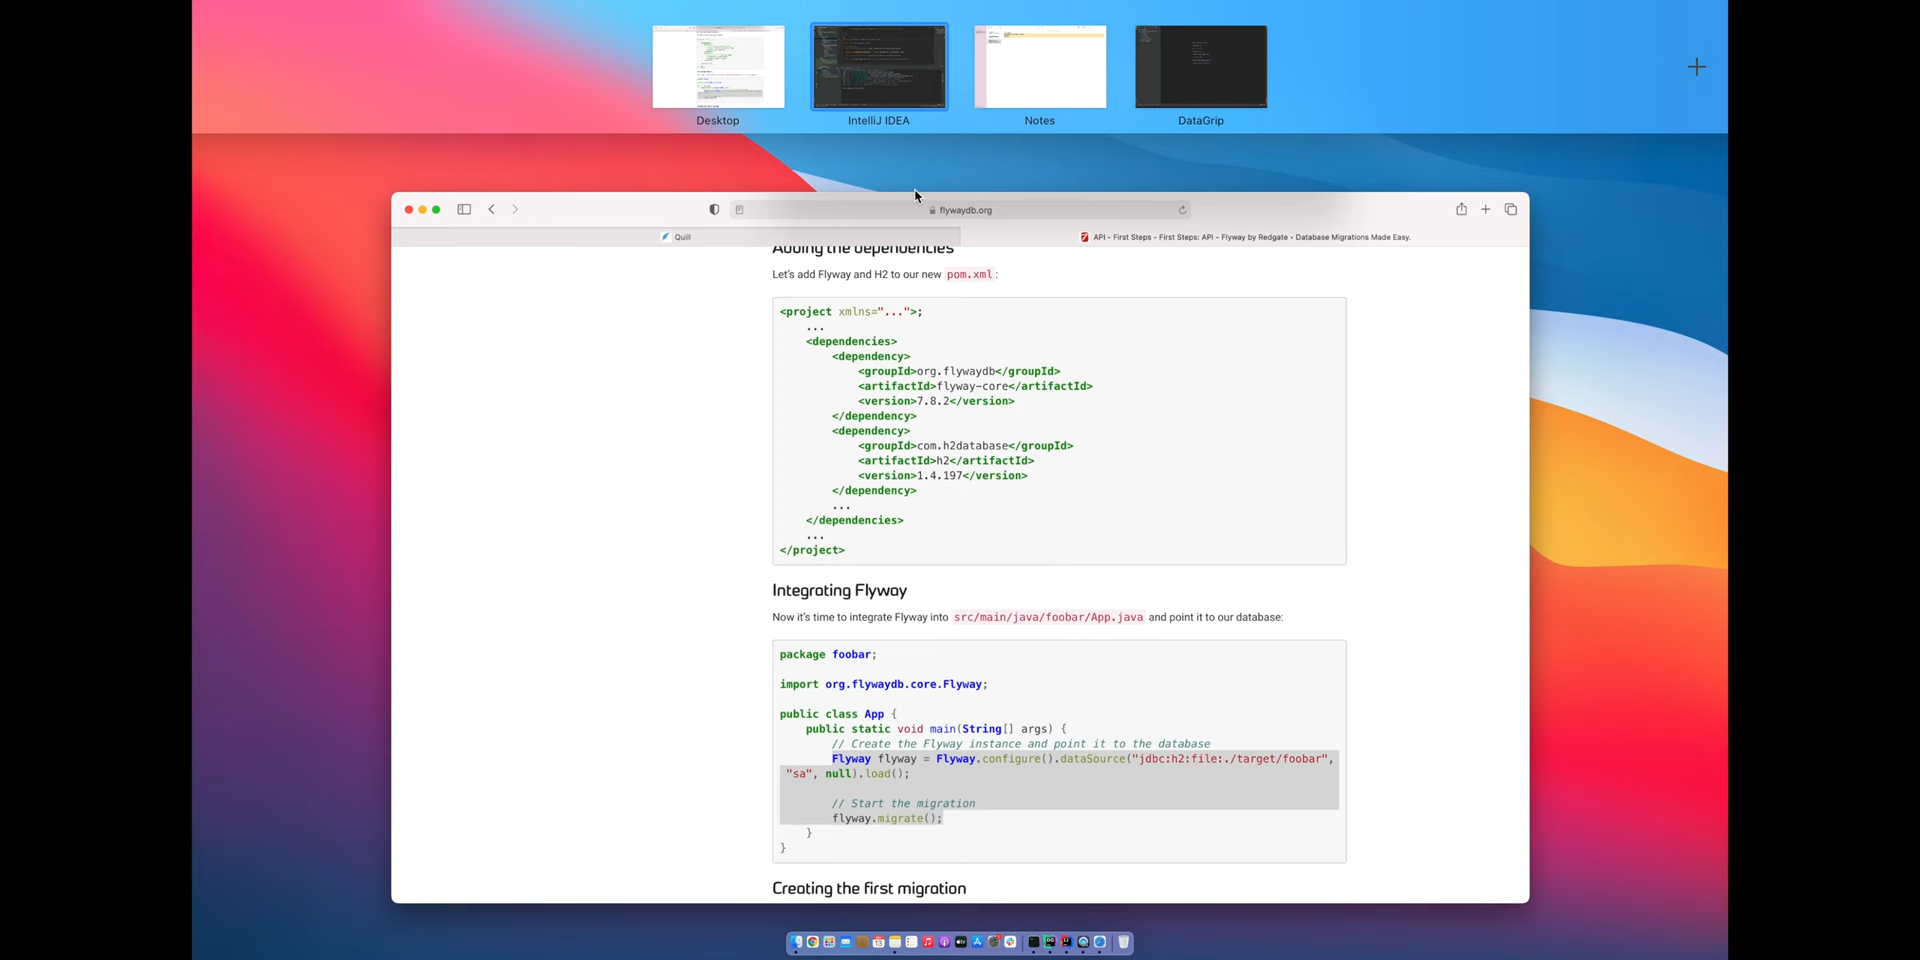 Desktop
IntelliJ IDEA
Notes
DataGrip
flywaydb.org
Quill
API - First Steps - First Steps: API - Flyway by Redgate • Database Migrations Made Easy.
Adding the dependencies
Let's add Flyway and H2 to our new pom.xml:
<project xmlns="...">;
...
<dependencies>
<dependency>
<groupId>org.flywaydb</groupId>
<artifactId>flyway-core</artifactId>
<version>7.8.2</version>
</dependency>
<dependency>
<groupId>com.h2database</groupId>
<artifactId>h2</artifactId>
<version>1.4.197</version>
</dependency>
...
</dependencies>
...
</project>
Integrating Flyway
Now it's time to integrate Flyway into src/main/java/foobar/App.java and point it to our database:
package foobar;
import org.flywaydb.core.Flyway;
public class App {
public static void main(String[] args) {
// Create the Flyway instance and point it to the database
Flyway flyway = Flyway.configure().dataSource("jdbc:h2:file:./target/foobar",
"sa", null).load();
// Start the migration
flyway.migrate();
}
}
Creating the first migration